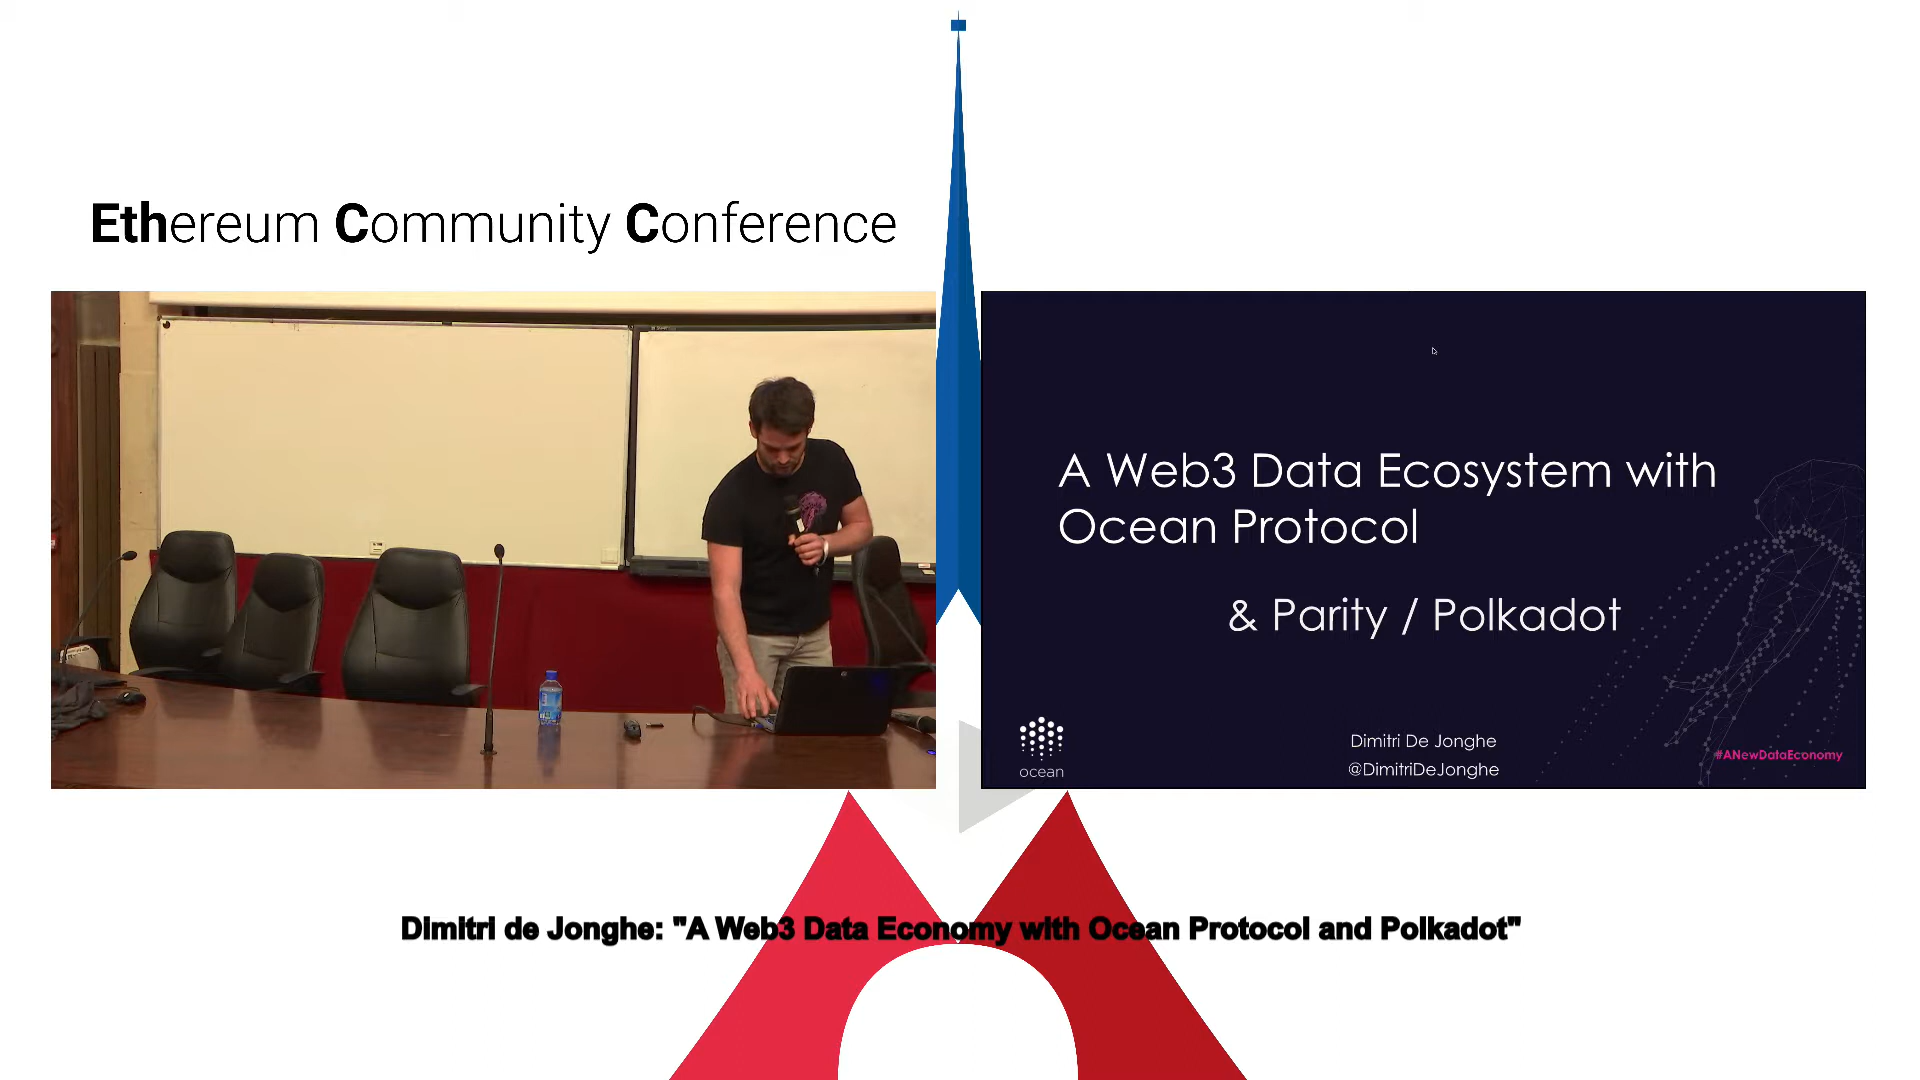 Ethereum Community Conference
A Web3 Data Ecosystem with
Ocean Protocol
& Parity / Polkadot
Dimitri De Jonghe
@DimitriDeJonghe
#ANewDataEconomy
ocean
Dimitri de Jonghe: "A Web3 Data Economy with Ocean Protocol and Polkadot"